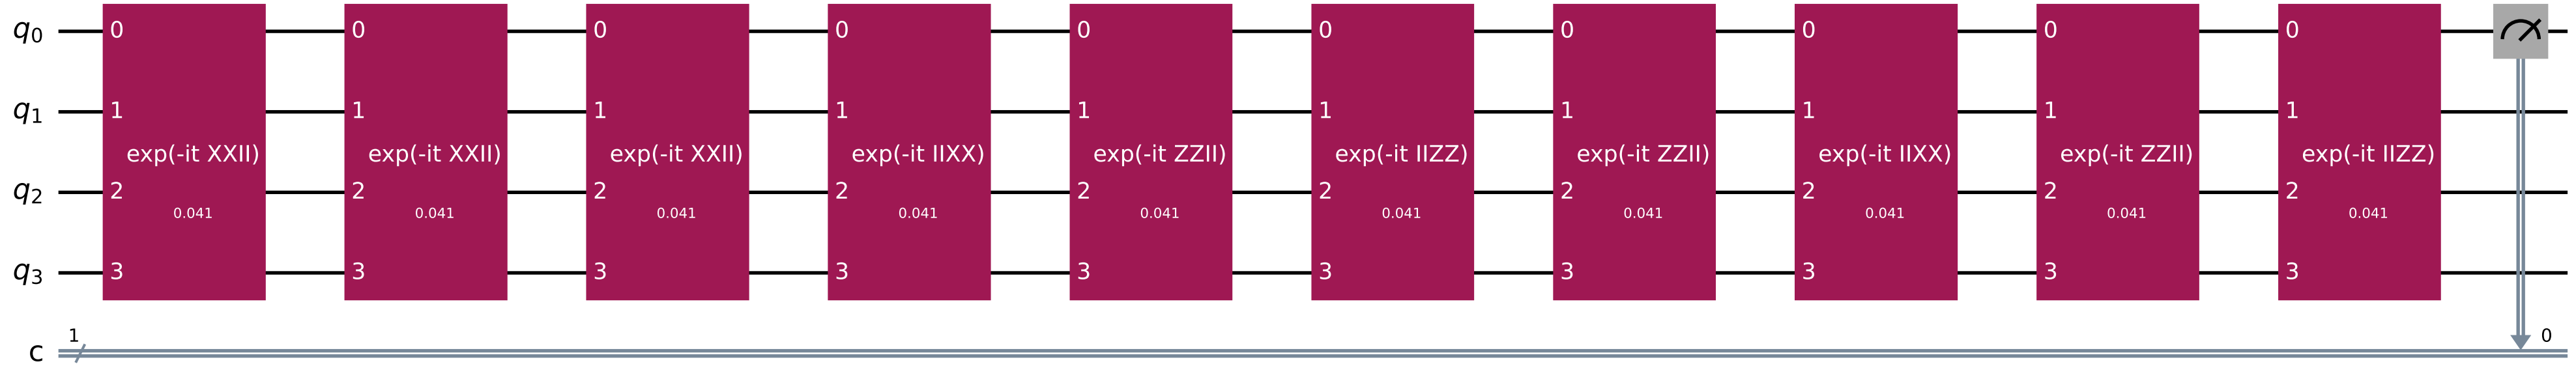 q0 0 0 0 0 0 0 0 0 0 0
q1 1 1 1 1 1 1 1 1 1 1
exp(-it XXII) exp(-it XXII) exp(-it XXII) exp(-it IIXX) exp(-it ZZII) exp(-it IIZZ) exp(-it ZZII) exp(-it IIXX) exp(-it ZZII) exp(-it IIZZ)
q2 2 2 2 2 2 2 2 2 2 2
0.041 0.041 0.041 0.041 0.041 0.041 0.041 0.041 0.041 0.041
q3 3 3 3 3 3 3 3 3 3 3
1 0
c